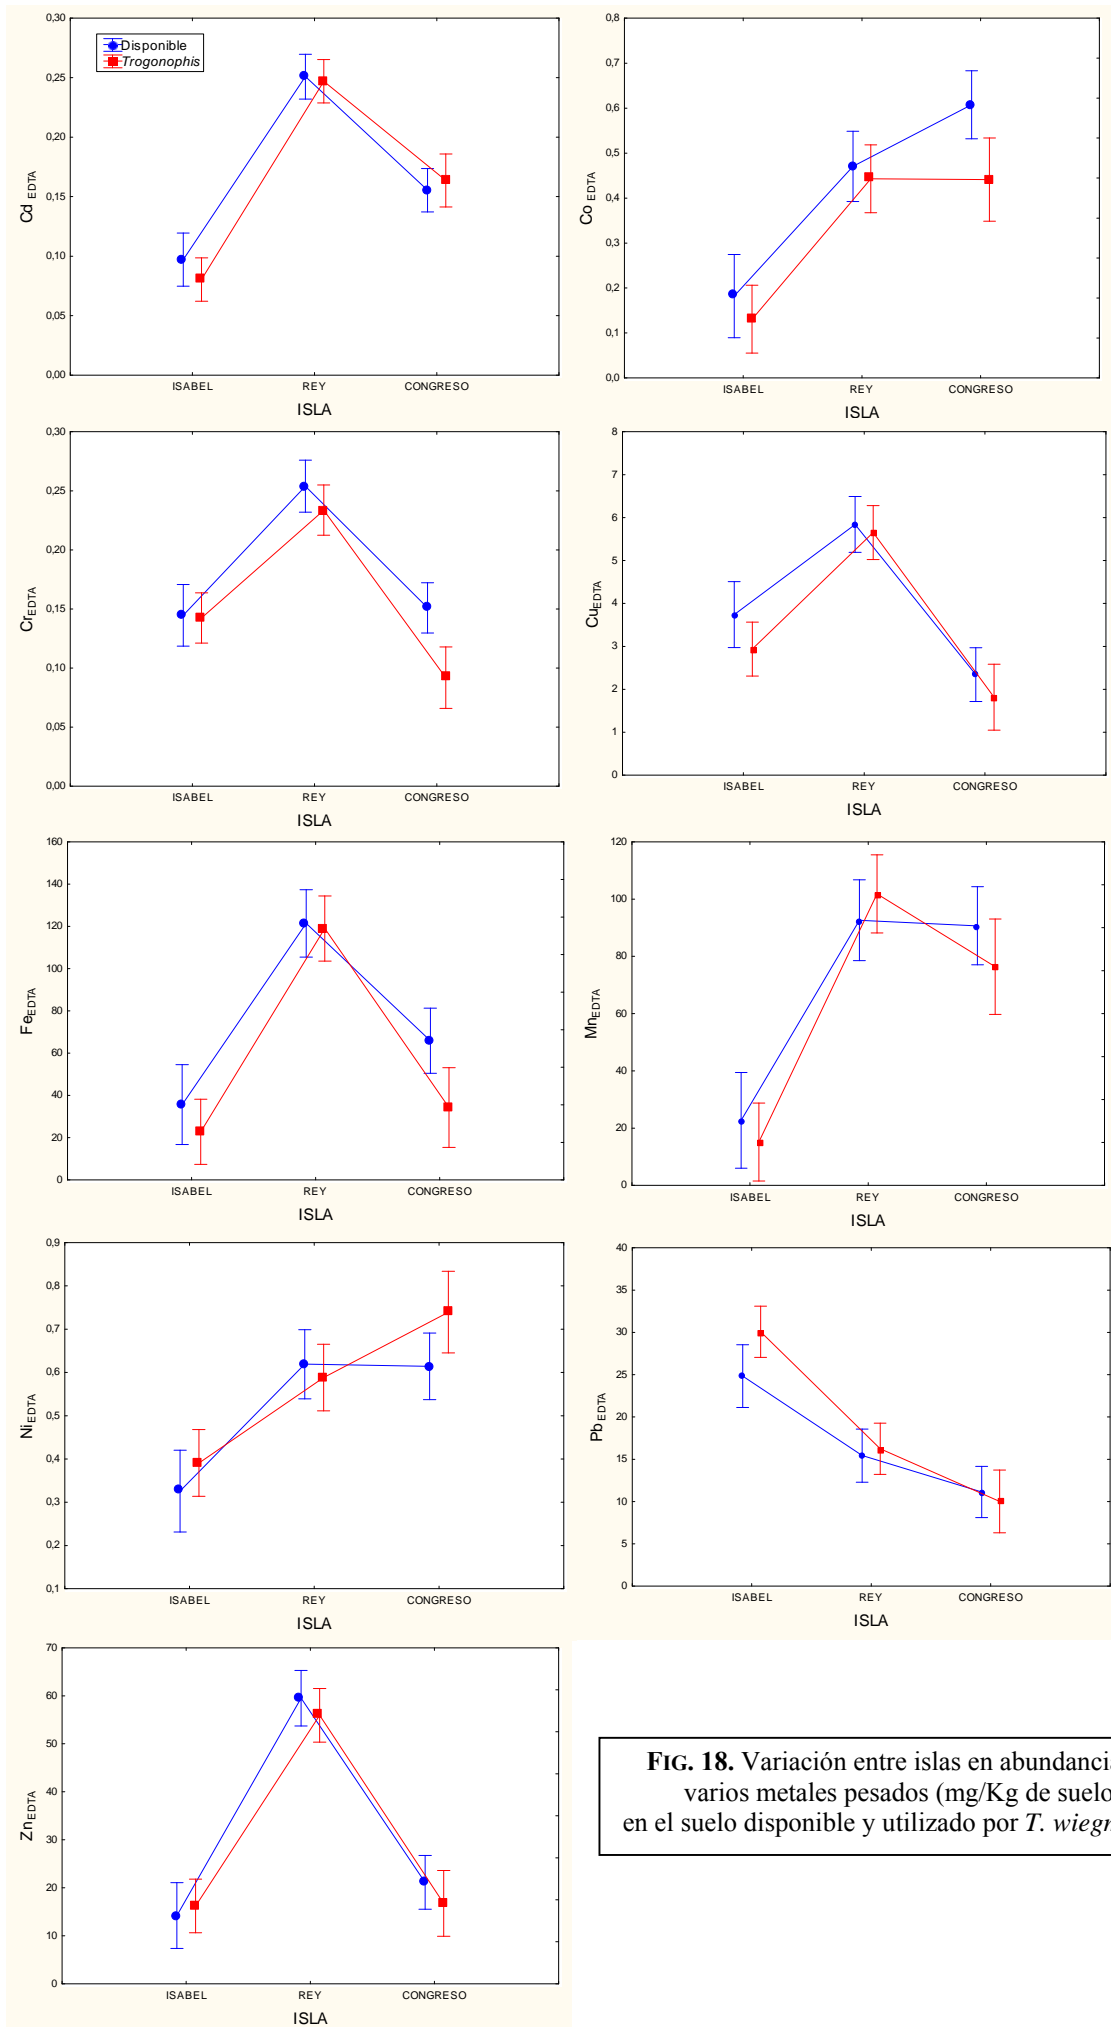 0,30
0,25
0,20
0,15
0,10
0,05
0,00
Cd EDTA
Disponible
Trogonophis
ISABEL REY CONGRESO
ISLA
0,8
0,7
0,6
0,5
0,4
0,3
0,2
0,1
0,0
Co EDTA
ISABEL REY CONGRESO
ISLA
0,30
0,25
0,20
0,15
0,10
0,05
0,00
CrEDTA
ISABEL REY CONGRESO
ISLA
8
7
6
5
4
3
2
1
0
CuEDTA
ISABEL REY CONGRESO
ISLA
160
140
120
100
80
60
40
20
0
FeEDTA
ISABEL REY CONGRESO
ISLA
120
100
80
60
40
20
0
MnEDTA
ISABEL REY CONGRESO
ISLA
0,9
0,8
0,7
0,6
0,5
0,4
0,3
0,2
0,1
NiEDTA
ISABEL REY CONGRESO
ISLA
40
35
30
25
20
15
10
5
0
Pb EDTA
ISABEL REY CONGRESO
ISLA
70
60
50
40
30
20
10
0
ZnEDTA
ISABEL REY CONGRESO
ISLA
FIG. 18. Variación entre islas en abundancia
varios metales pesados (mg/Kg de suelo
en el suelo disponible y utilizado por T.